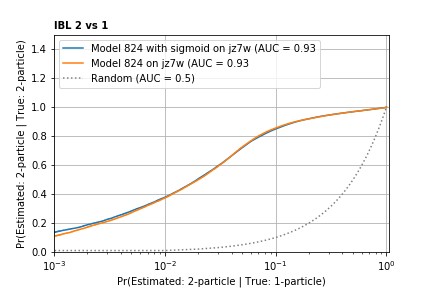 IBL 2 vs 1
Model 824 with sigmoid on jz7w (AUC = 0.93
Model 824 on jz7w (AUC = 0.93
Random (AUC = 0.5)
Pr(Estimated: 2-particle | True: 2-particle)
1.4
1.2
1.0
0.8
0.6
0.4
0.2
0.0
10⁻³
10⁻²
10⁻¹
10⁰
Pr(Estimated: 2-particle | True: 1-particle)